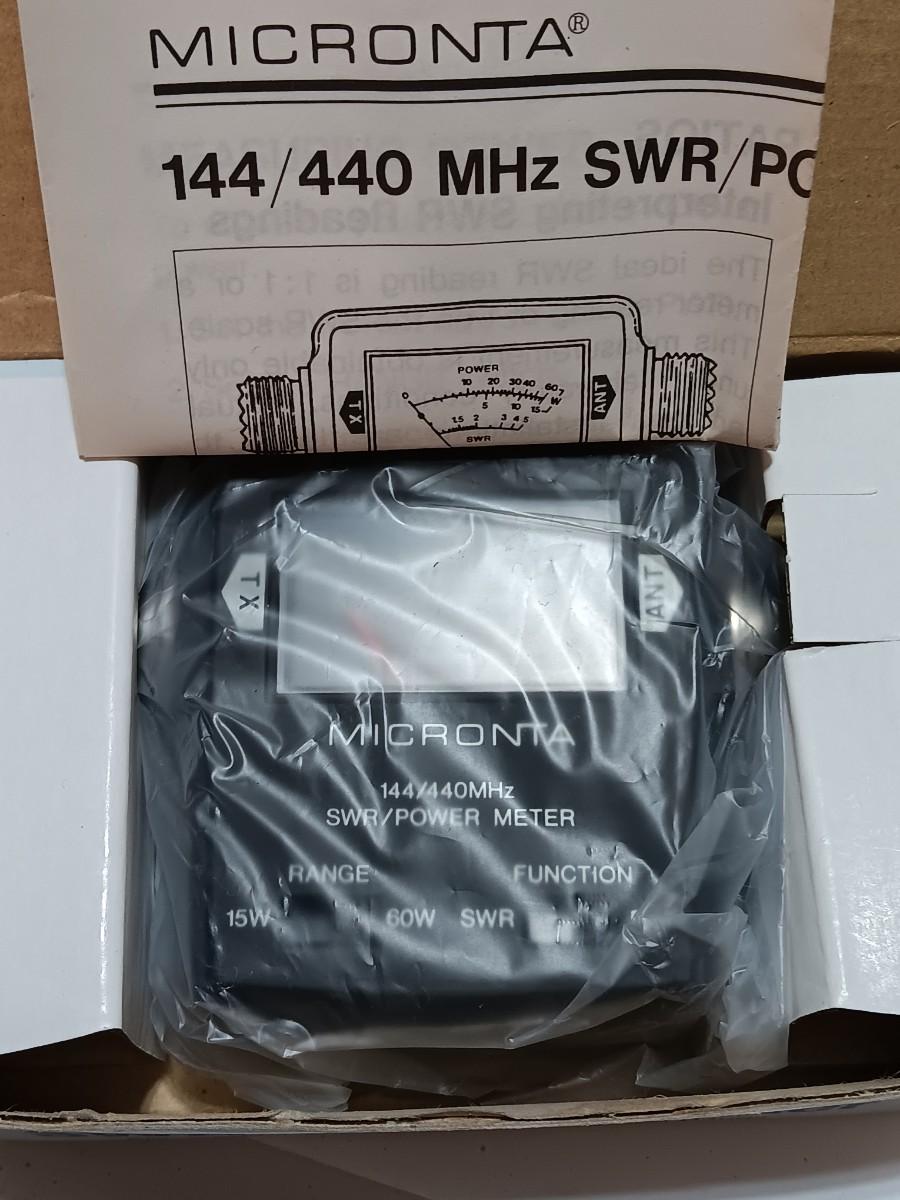 MICRONTA®
144/440 MHz SWR/PO
POWER
0 10 20 30 40 60
W
5 10 15
1.5 2 3 4 5
SWR
TX
ANT
TX
ANT
MICRONTA
144/440MHz
SWR/POWER METER
RANGE FUNCTION
15W 60W SWR